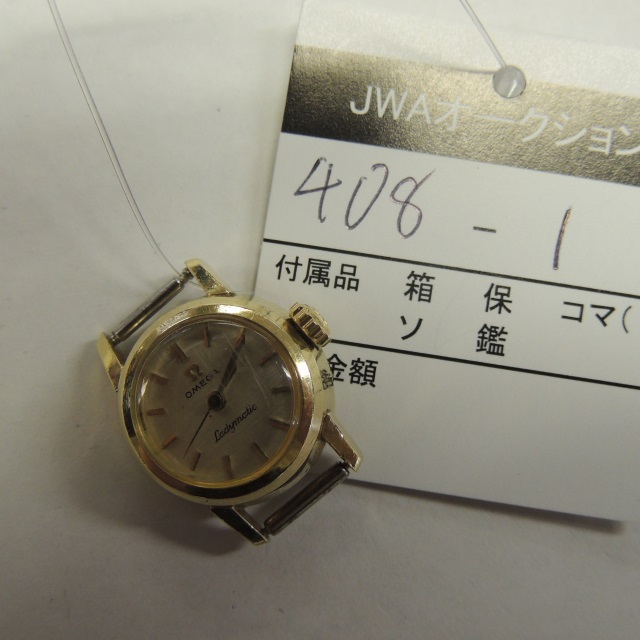 JWAオークション
408-1
付属品 箱 保 コマ(
ソ 鑑
金額
Ω
OMEGA
Ladymatic